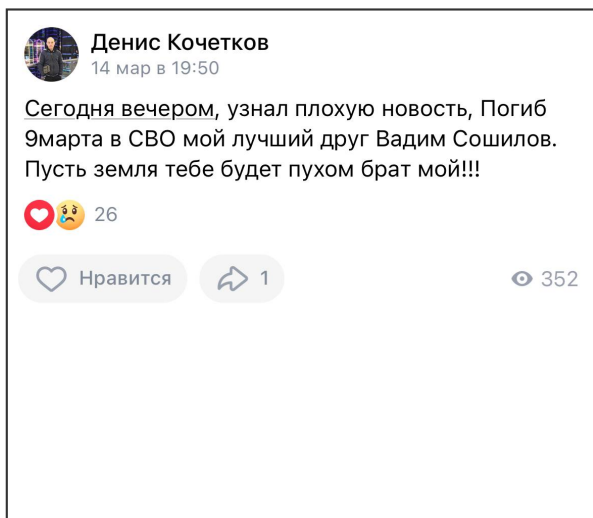 Денис Кочетков
14 мар в 19:50
Сегодня вечером, узнал плохую новость, Погиб
9марта в СВО мой лучший друг Вадим Сошилов.
Пусть земля тебе будет пухом брат мой!!!
26
Нравится 1 352